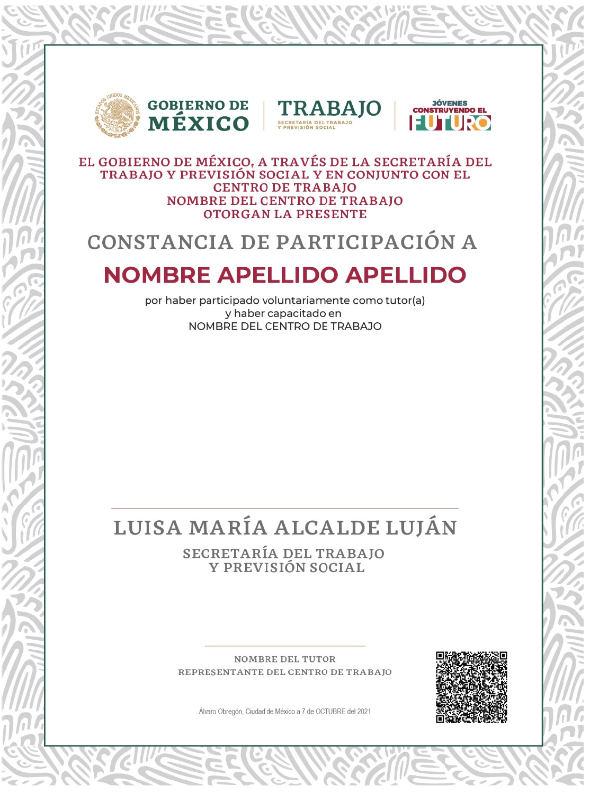 GOBIERNO DE
MÉXICO
TRABAJO
SECRETARÍA DEL TRABAJO
Y PREVISIÓN SOCIAL
JÓVENES
CONSTRUYENDO EL
FUTURO
EL GOBIERNO DE MÉXICO, A TRAVÉS DE LA SECRETARÍA DEL
TRABAJO Y PREVISIÓN SOCIAL Y EN CONJUNTO CON EL
CENTRO DE TRABAJO
NOMBRE DEL CENTRO DE TRABAJO
OTORGAN LA PRESENTE
CONSTANCIA DE PARTICIPACIÓN A
NOMBRE APELLIDO APELLIDO
por haber participado voluntariamente como tutor(a)
y haber capacitado en
NOMBRE DEL CENTRO DE TRABAJO
LUISA MARÍA ALCALDE LUJÁN
SECRETARÍA DEL TRABAJO
Y PREVISIÓN SOCIAL
NOMBRE DEL TUTOR
REPRESENTANTE DEL CENTRO DE TRABAJO
Álvaro Obregón, Ciudad de México a 7 de OCTUBRE del 2021